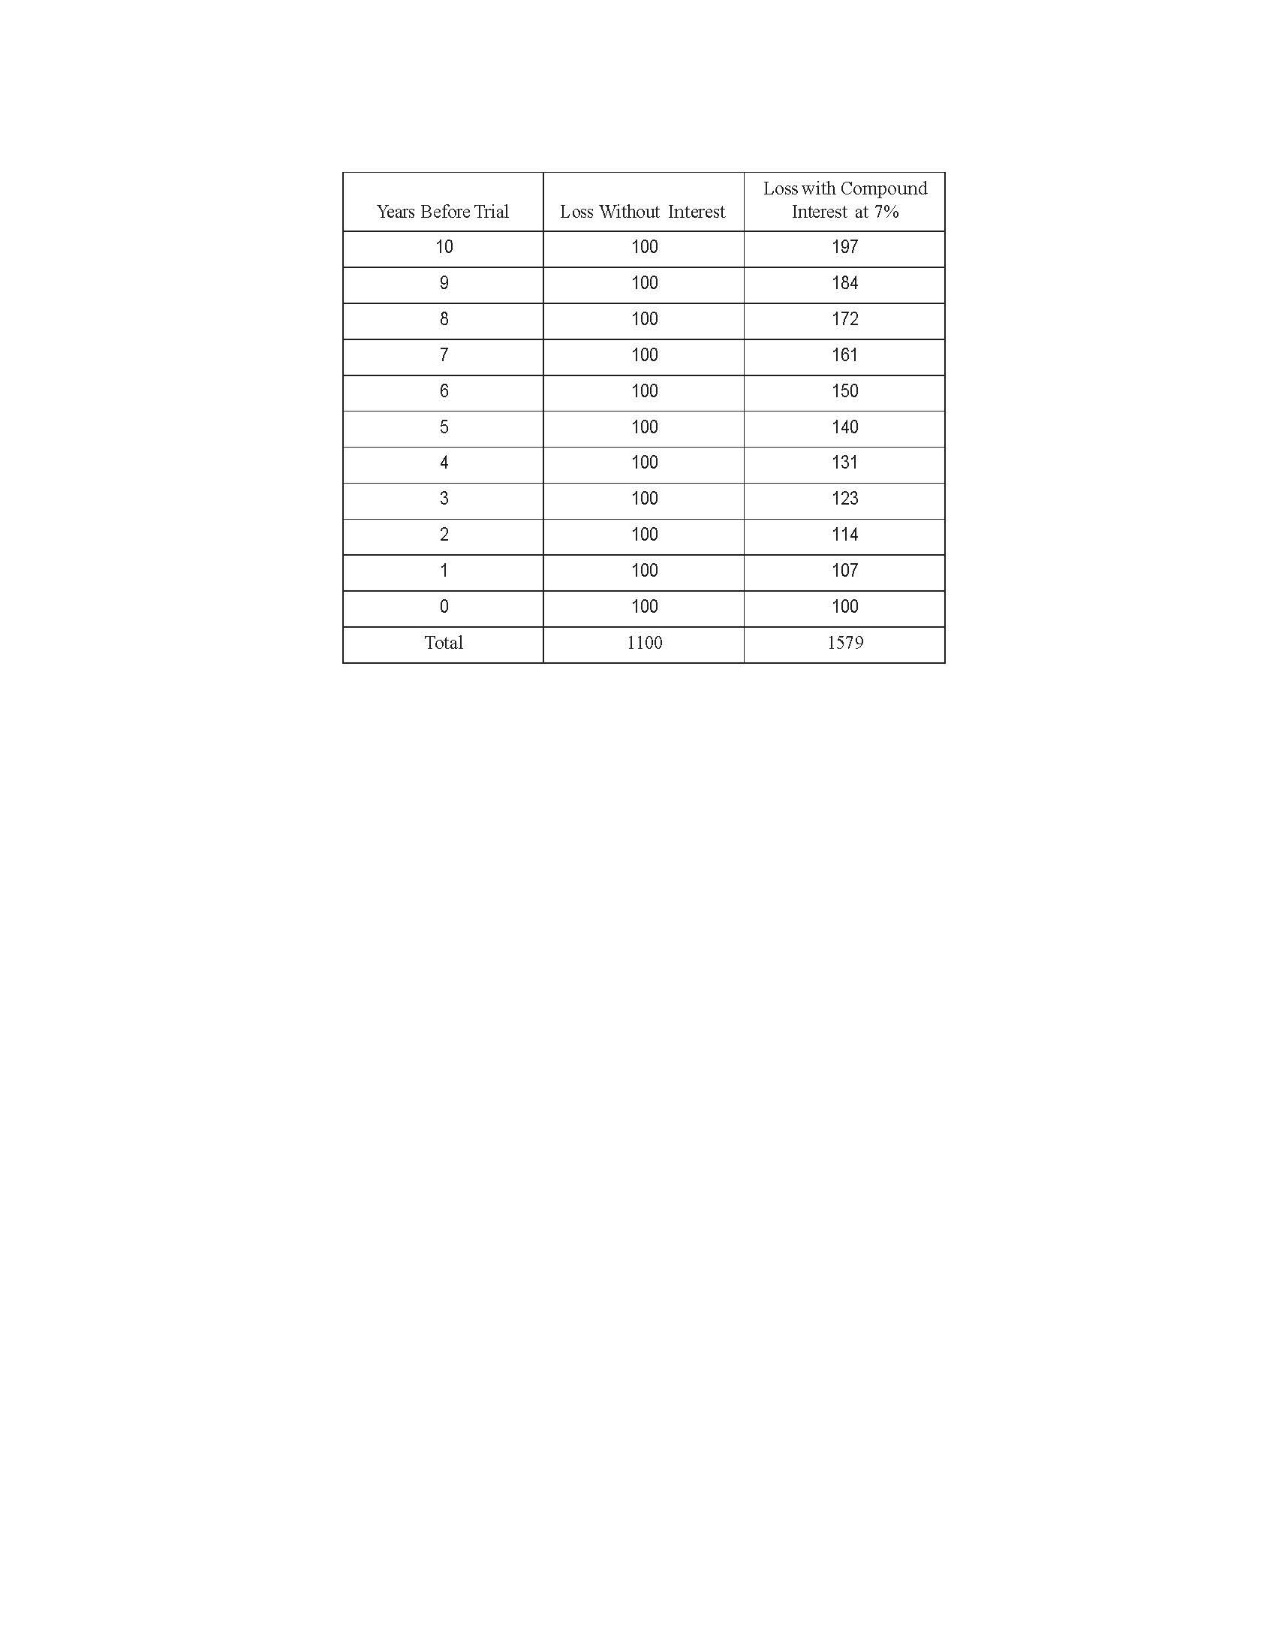 Loss with Compound
Years Before Trial Loss Without Interest Interest at 7%
10 100 197
9 100 184
8 100 172
7 100 161
6 100 150
5 100 140
4 100 131
3 100 123
2 100 114
1 100 107
0 100 100
Total 1100 1579